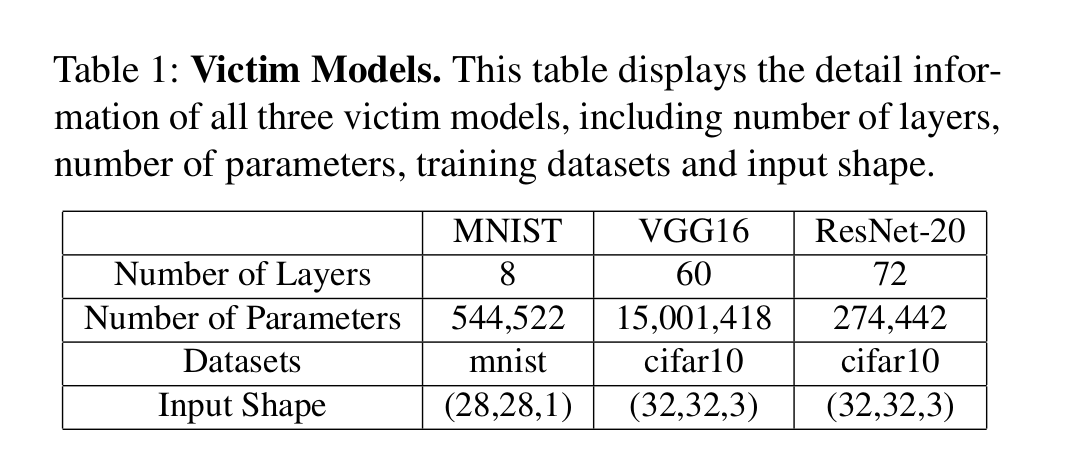 Table 1: Victim Models. This table displays the detail infor-
mation of all three victim models, including number of layers,
number of parameters, training datasets and input shape.
MNIST VGG16 ResNet-20
Number of Layers 8 60 72
Number of Parameters 544,522 15,001,418 274,442
Datasets mnist cifar10 cifar10
Input Shape (28,28,1) (32,32,3) (32,32,3)